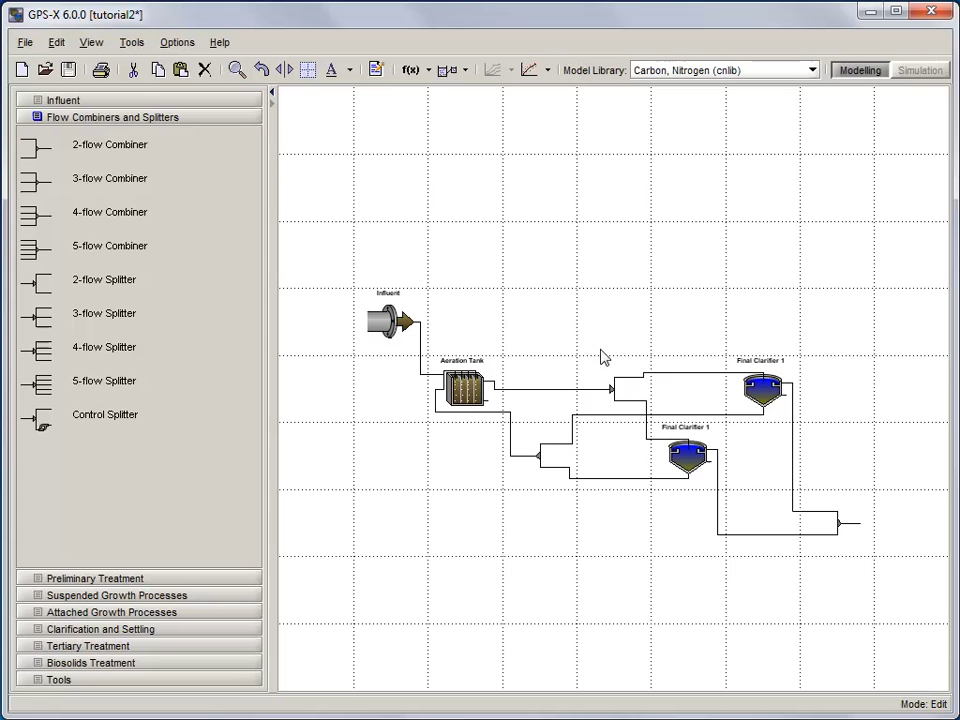 GPS-X 6.0.0 [tutorial2*]
File Edit View Tools Options Help
A f(x) Model Library: Carbon, Nitrogen (cnlib) Modelling Simulation
Influent
Flow Combiners and Splitters
2-flow Combiner
3-flow Combiner
4-flow Combiner
5-flow Combiner
2-flow Splitter
3-flow Splitter
4-flow Splitter
5-flow Splitter
Control Splitter
Preliminary Treatment
Suspended Growth Processes
Attached Growth Processes
Clarification and Settling
Tertiary Treatment
Biosolids Treatment
Tools
Influent
Aeration Tank
Final Clarifier 1
Final Clarifier 1
Mode: Edit